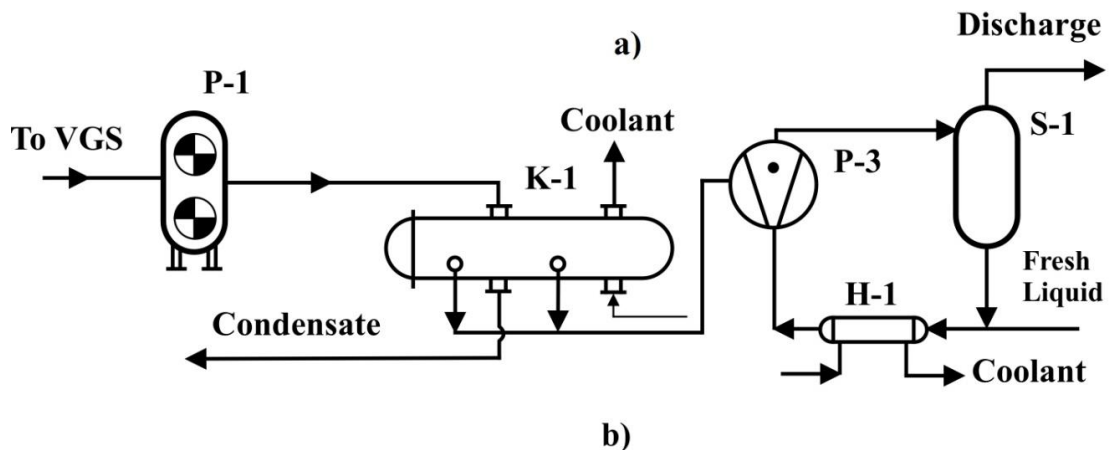 a)
Discharge
P-1
To VGS
Coolant
S-1
P-3
K-1
Fresh
Liquid
H-1
Condensate
Coolant
b)